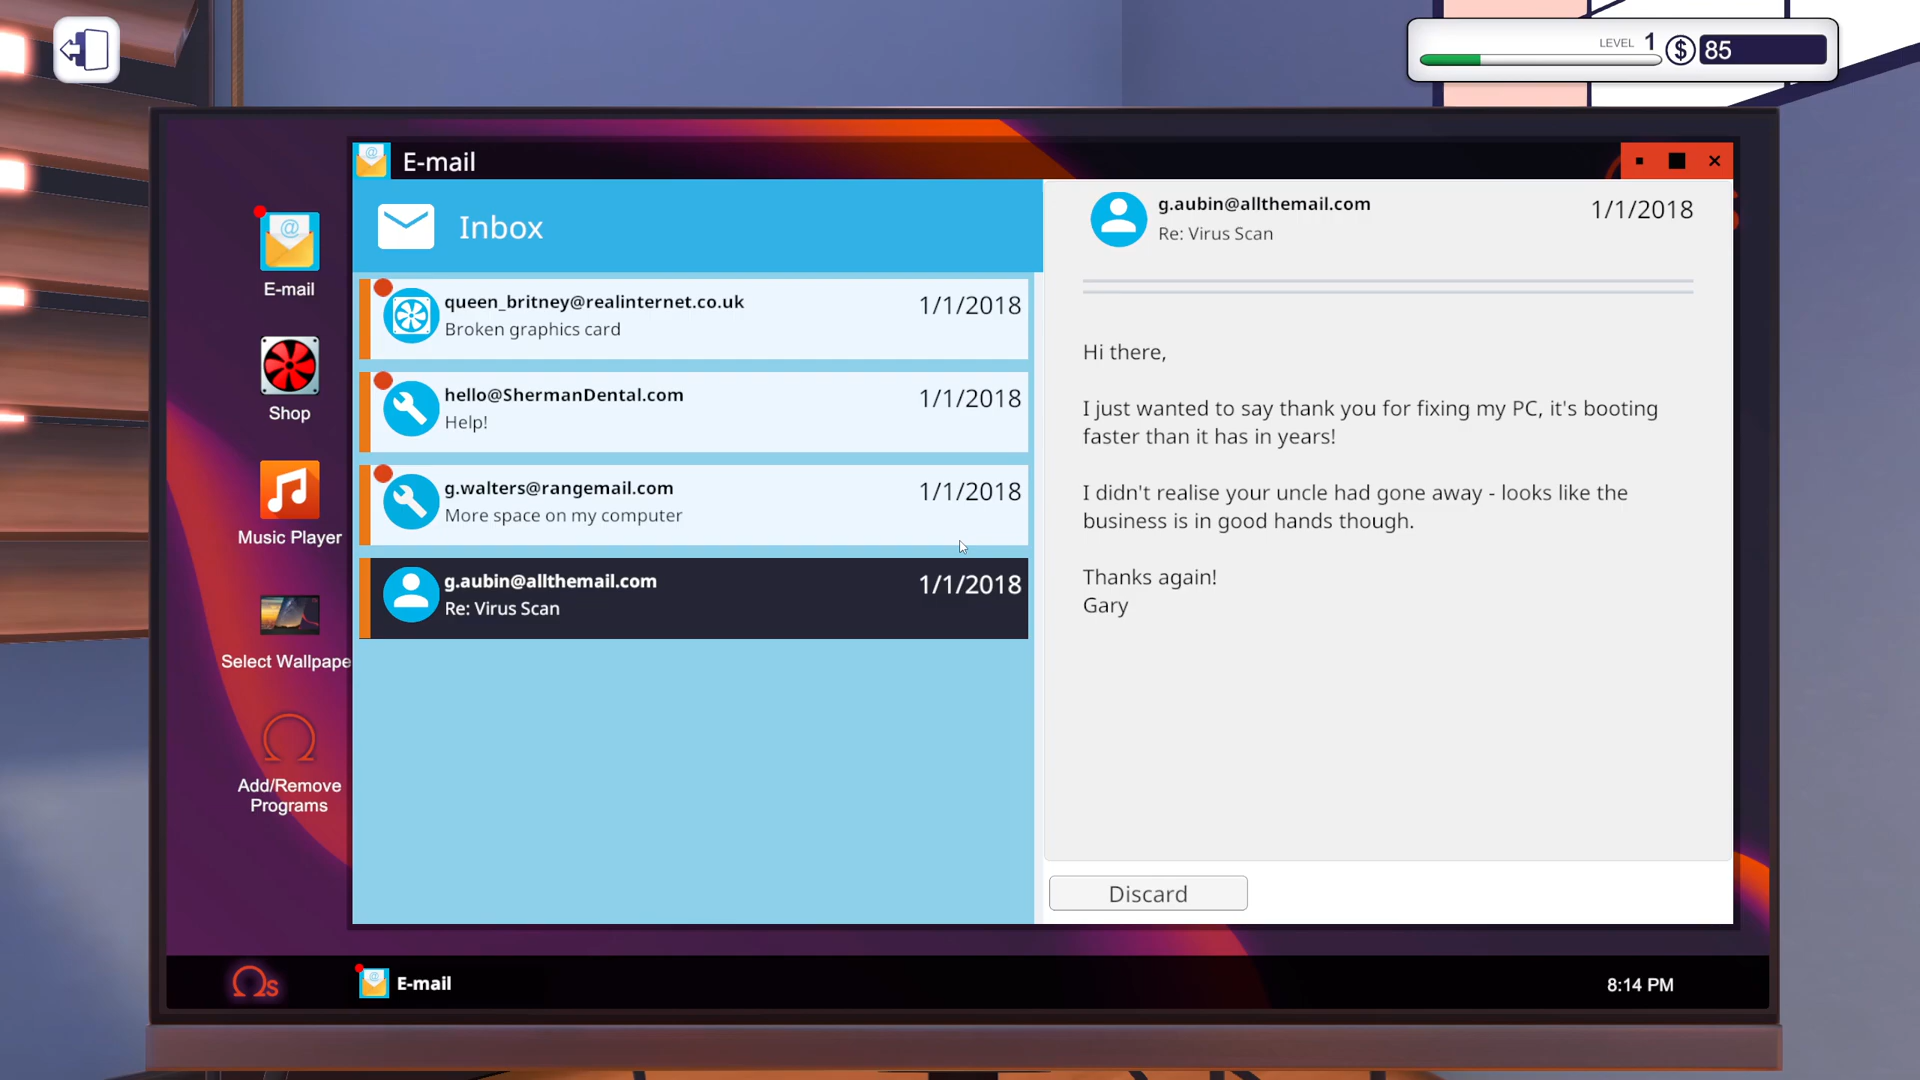 LEVEL 1
$ 85
E-mail
Inbox
queen_britney@realinternet.co.uk
1/1/2018
Broken graphics card
hello@ShermanDental.com
1/1/2018
Help!
g.walters@rangemail.com
1/1/2018
More space on my computer
g.aubin@allthemail.com
1/1/2018
Re: Virus Scan
g.aubin@allthemail.com
1/1/2018
Re: Virus Scan
Hi there,
I just wanted to say thank you for fixing my PC, it's booting
faster than it has in years!
I didn't realise your uncle had gone away - looks like the
business is in good hands though.
Thanks again!
Gary
Discard
E-mail
Shop
Music Player
Select Wallpape
Add/Remove
Programs
Ωs
E-mail
8:14 PM